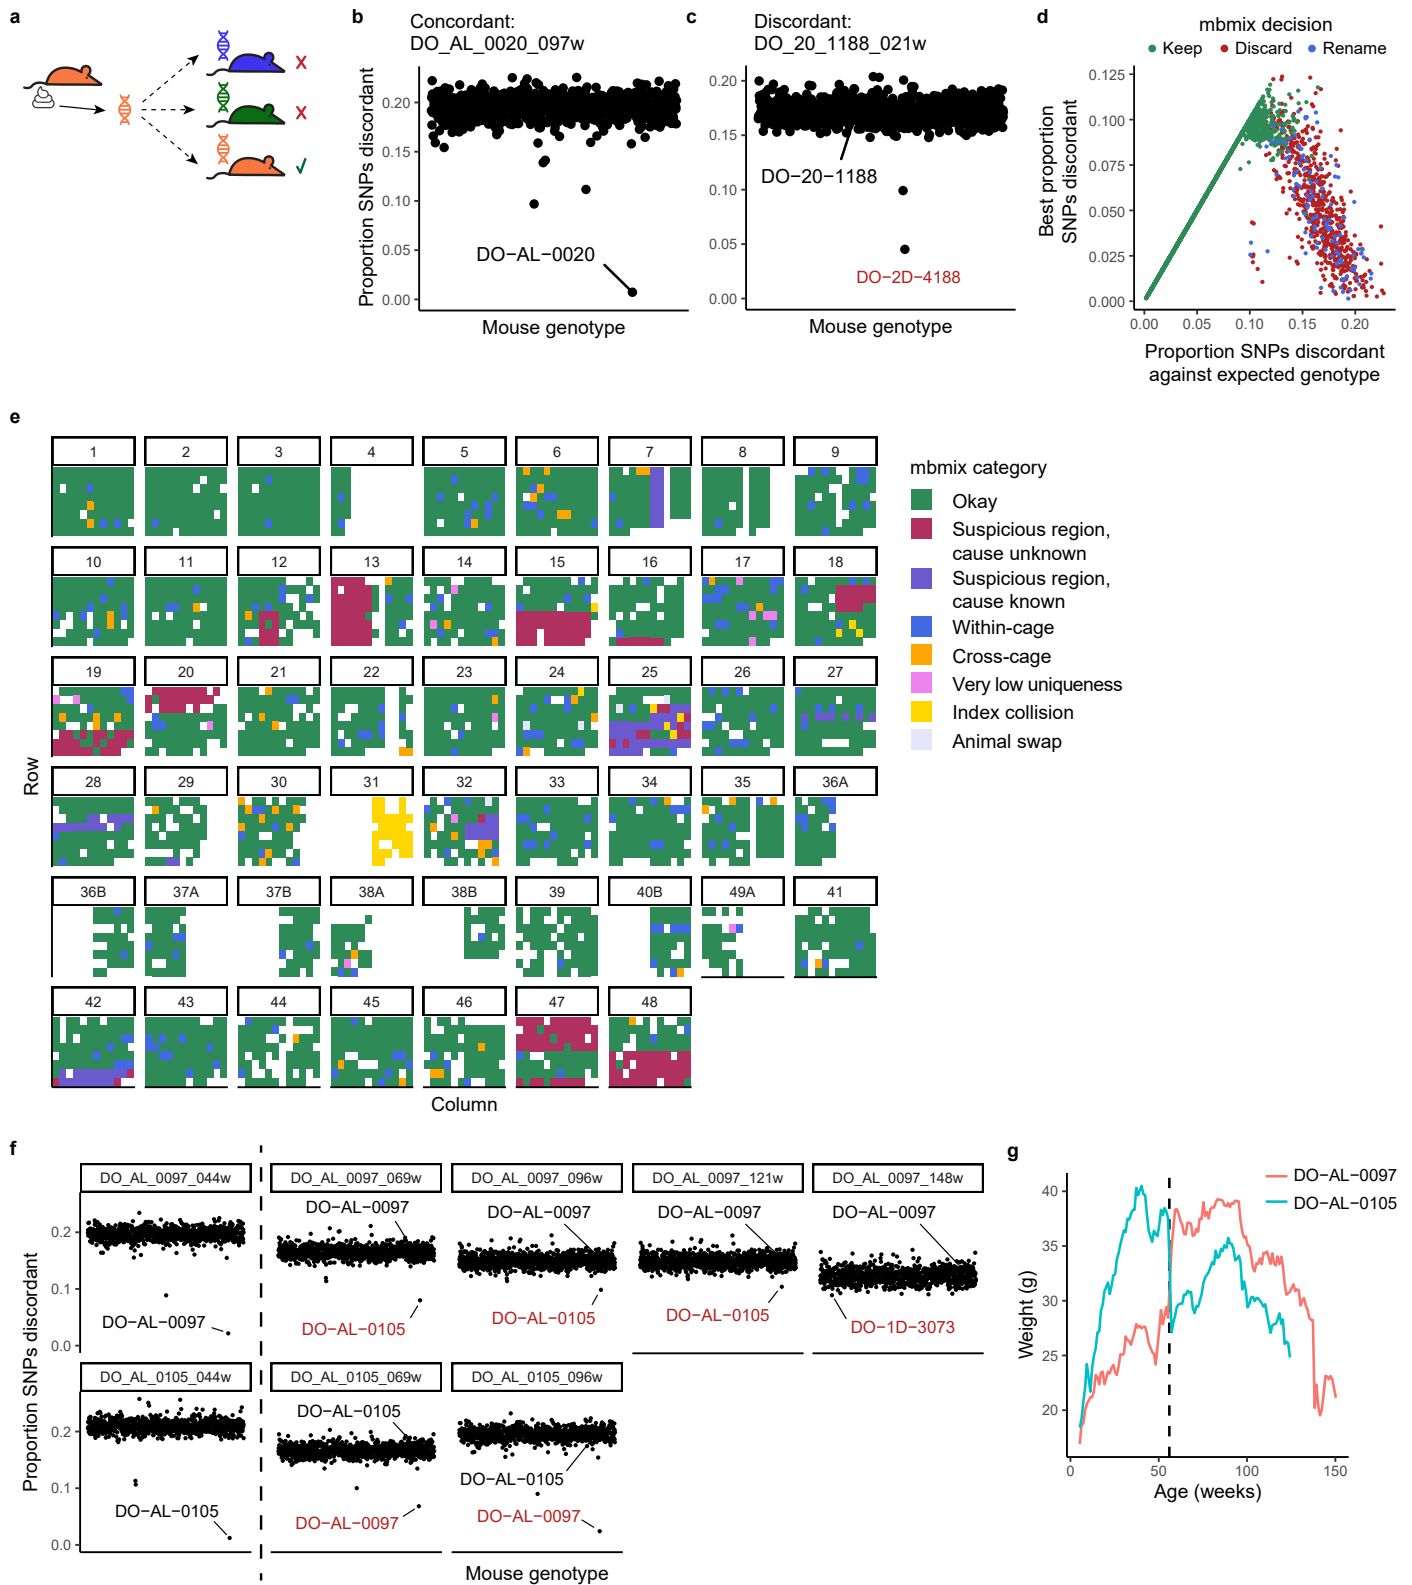 a
b
Concordant:
DO_AL_0020_097w
Proportion SNPs discordant
0.20
0.15
0.10
0.05
0.00
DO−AL−0020
Mouse genotype
c
Discordant:
DO_20_1188_021w
0.20
0.15
0.10
0.05
0.00
DO−20−1188
DO−2D−4188
Mouse genotype
d
mbmix decision
Keep
Discard
Rename
Best proportion
SNPs discordant
0.125
0.100
0.075
0.050
0.025
0.000
0.00
0.05
0.10
0.15
0.20
Proportion SNPs discordant
against expected genotype
e
1
2
3
4
5
6
7
8
9
10
11
12
13
14
15
16
17
18
19
20
21
22
23
24
25
26
27
28
29
30
31
32
33
34
35
36A
36B
37A
37B
38A
38B
39
40B
49A
41
42
43
44
45
46
47
48
Row
Column
mbmix category
Okay
Suspicious region,
cause unknown
Suspicious region,
cause known
Within-cage
Cross-cage
Very low uniqueness
Index collision
Animal swap
f
DO_AL_0097_044w
DO_AL_0097_069w
DO_AL_0097_096w
DO_AL_0097_121w
DO_AL_0097_148w
Proportion SNPs discordant
0.2
0.1
0.0
DO−AL−0097
DO−AL−0097
DO−AL−0105
DO−AL−0097
DO−AL−0105
DO−AL−0097
DO−AL−0105
DO−AL−0097
DO−1D−3073
DO_AL_0105_044w
DO_AL_0105_069w
DO_AL_0105_096w
0.2
0.1
0.0
DO−AL−0105
DO−AL−0105
DO−AL−0097
DO−AL−0105
DO−AL−0097
Mouse genotype
g
DO−AL−0097
DO−AL−0105
Weight (g)
40
35
30
25
20
0
50
100
150
Age (weeks)